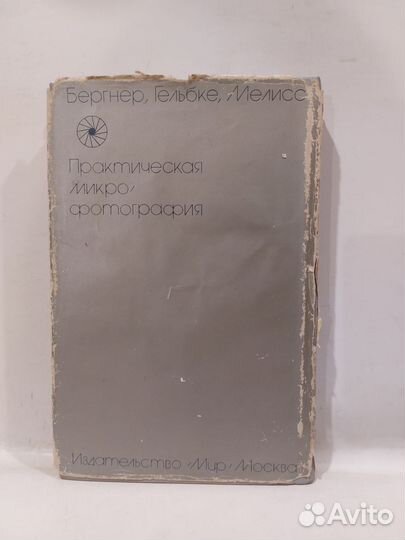 Бергнер, Гельбке, Мелисс
Практическая
микро-
фотография
Издательство «Мир» Москва
Avito